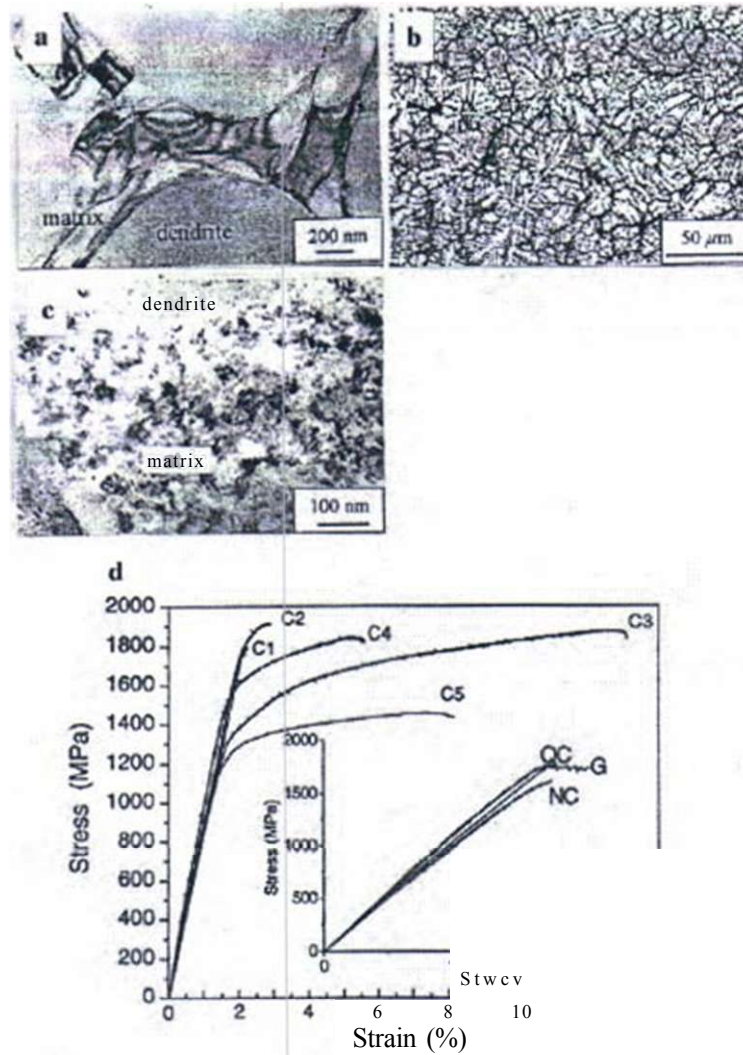 a
matrix
dendrite
200 nm
b
50 μm
c
dendrite
matrix
100 nm
d
Stress (MPa)
2000
1800
1600
1400
1200
1000
800
600
400
200
0
C1
C2
C4
C3
C5
Stress (MPa)
2000
1500
1000
500
0
0
QC
G
NC
Stwcv
0 2 4 6 8 10
Strain (%)